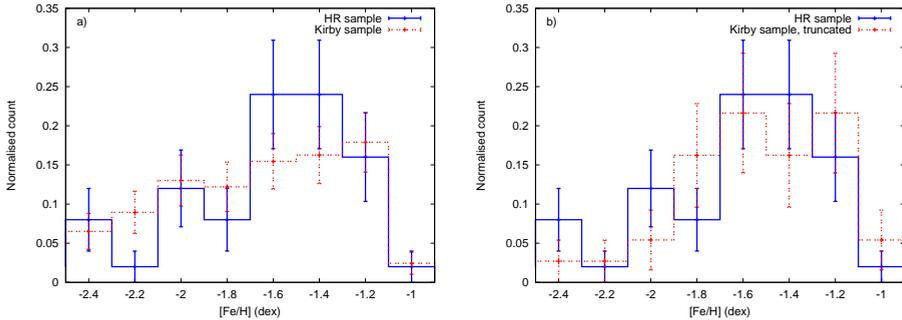 a)
HR sample
Kirby sample
Normalised count
0.35
0.3
0.25
0.2
0.15
0.1
0.05
0
-2.4 -2.2 -2 -1.8 -1.6 -1.4 -1.2 -1
[Fe/H] (dex)
b)
HR sample
Kirby sample, truncated
Normalised count
0.35
0.3
0.25
0.2
0.15
0.1
0.05
0
-2.4 -2.2 -2 -1.8 -1.6 -1.4 -1.2 -1
[Fe/H] (dex)